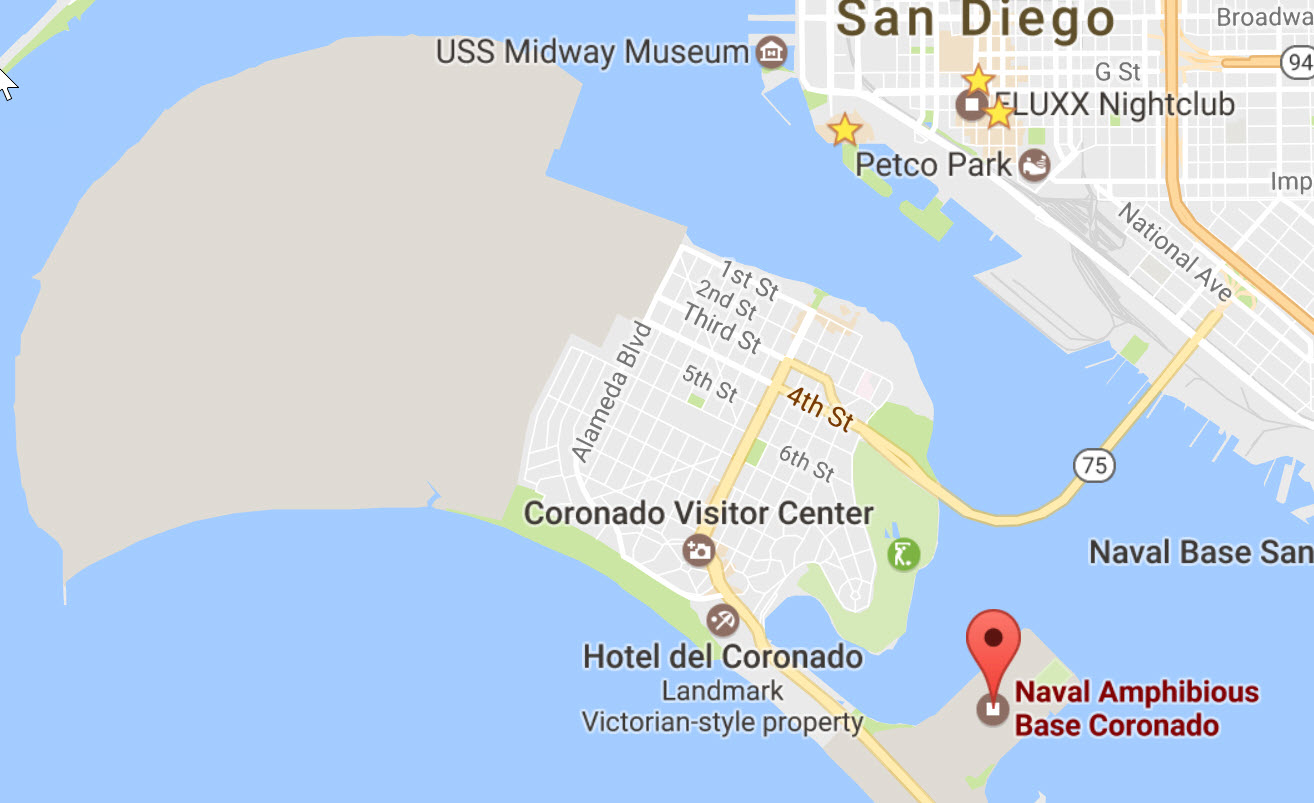 San Diego
Broadwa
USS Midway Museum
G St
94
FLUXX Nightclub
Petco Park
Imp
National Ave
1st St
2nd St
Third St
Alameda Blvd
5th St
4th St
6th St
75
Coronado Visitor Center
Naval Base San
Hotel del Coronado
Landmark
Victorian-style property
Naval Amphibious
Base Coronado